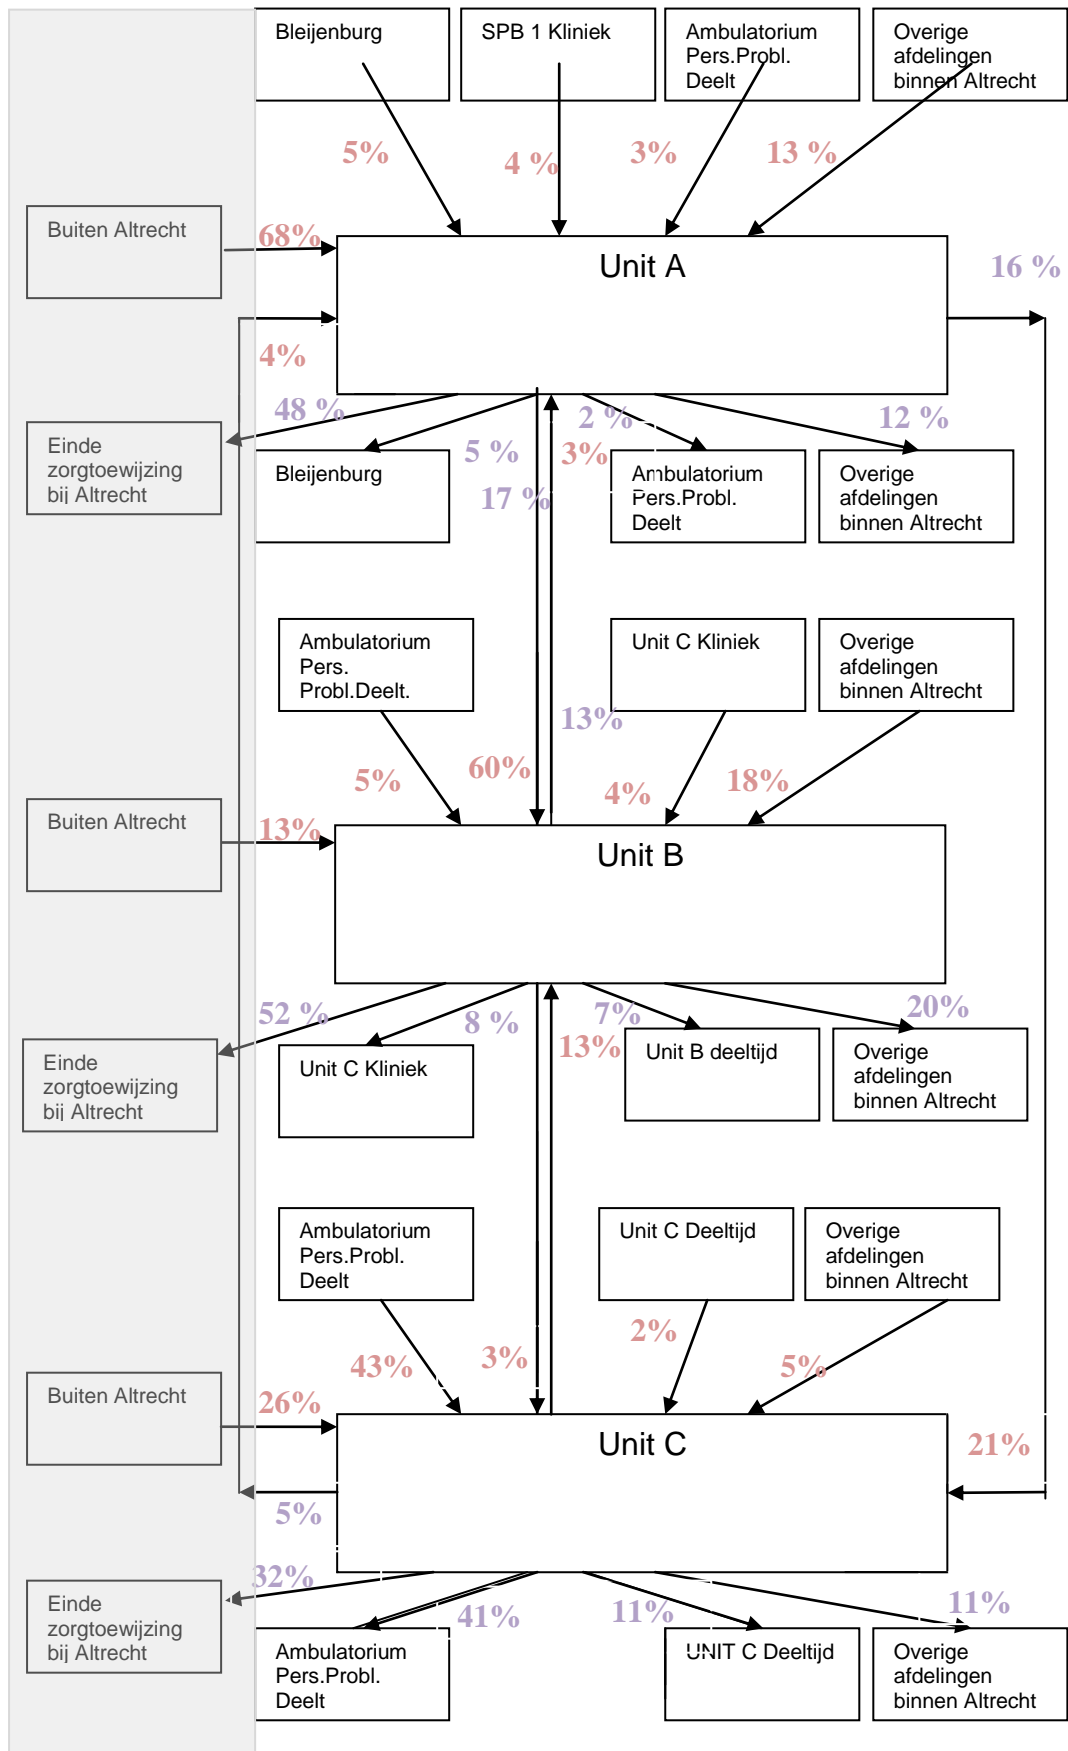 Bleijenburg
SPB 1 Kliniek
Ambulatorium
Pers.Probl.
Deelt
Overige
afdelingen
binnen Altrecht
5%
4 %
3%
13 %
Buiten Altrecht
68%
Unit A
16 %
4%
48 %
5 %
17 %
2 %
3%
12 %
Einde
zorgtoewijzing
bij Altrecht
Bleijenburg
Ambulatorium
Pers.Probl.
Deelt
Overige
afdelingen
binnen Altrecht
Ambulatorium
Pers.
Probl.Deelt.
Unit C Kliniek
Overige
afdelingen
binnen Altrecht
13%
5%
60%
4%
18%
Buiten Altrecht
13%
Unit B
52 %
8 %
7%
13%
20%
Einde
zorgtoewijzing
bij Altrecht
Unit C Kliniek
Unit B deeltijd
Overige
afdelingen
binnen Altrecht
Ambulatorium
Pers.Probl.
Deelt
Unit C Deeltijd
Overige
afdelingen
binnen Altrecht
43%
3%
2%
5%
Buiten Altrecht
26%
Unit C
21%
5%
32%
41%
11%
11%
Einde
zorgtoewijzing
bij Altrecht
Ambulatorium
Pers.Probl.
Deelt
UNIT C Deeltijd
Overige
afdelingen
binnen Altrecht